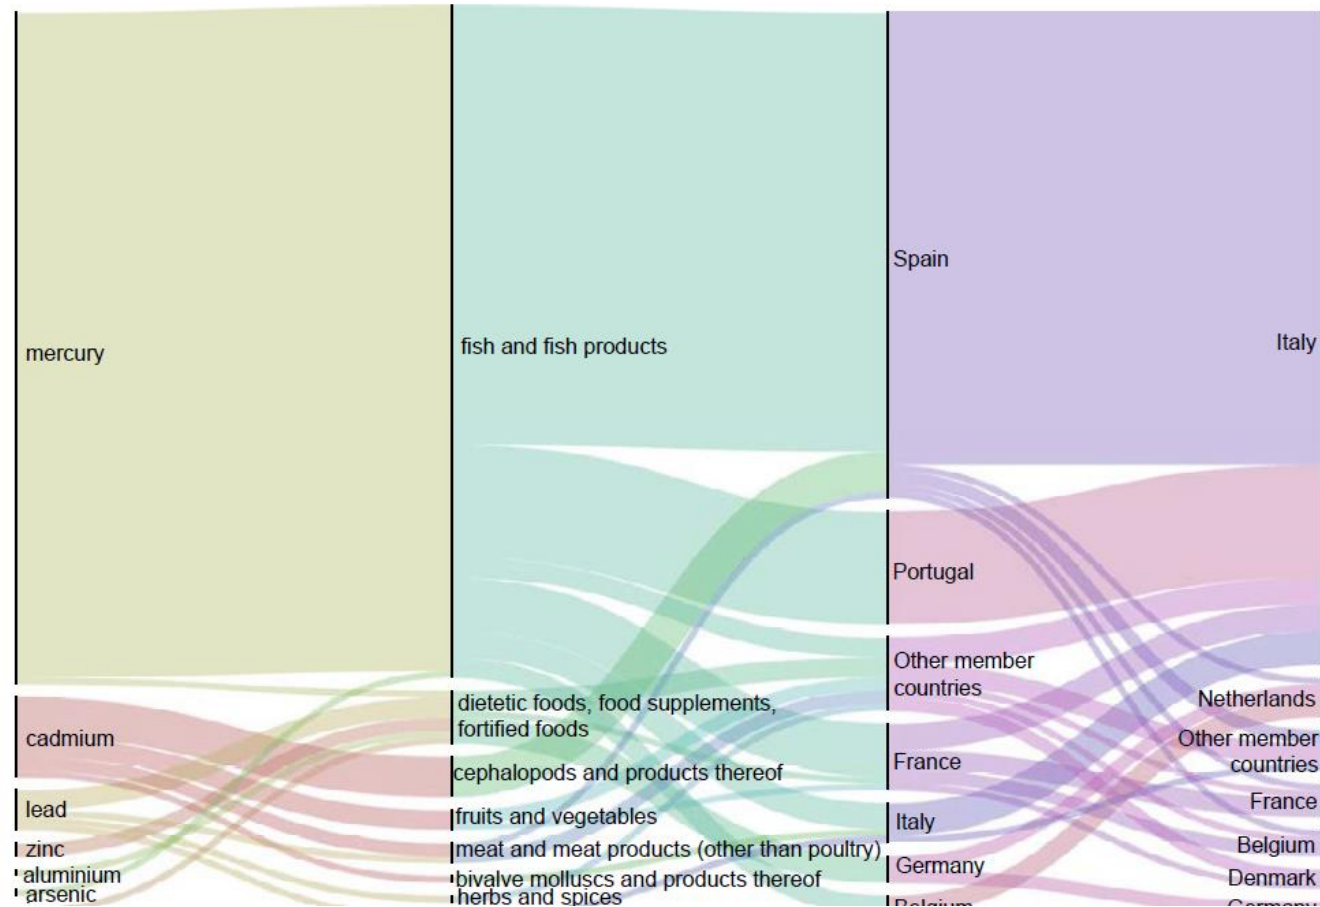 mercury
cadmium
lead
zinc
aluminium
arsenic
fish and fish products
dietetic foods, food supplements,
fortified foods
cephalopods and products thereof
fruits and vegetables
meat and meat products (other than poultry)
bivalve molluscs and products thereof
herbs and spices
Spain
Portugal
Other member
countries
France
Italy
Germany
Belgium
Italy
Netherlands
Other member
countries
France
Belgium
Denmark
Germany